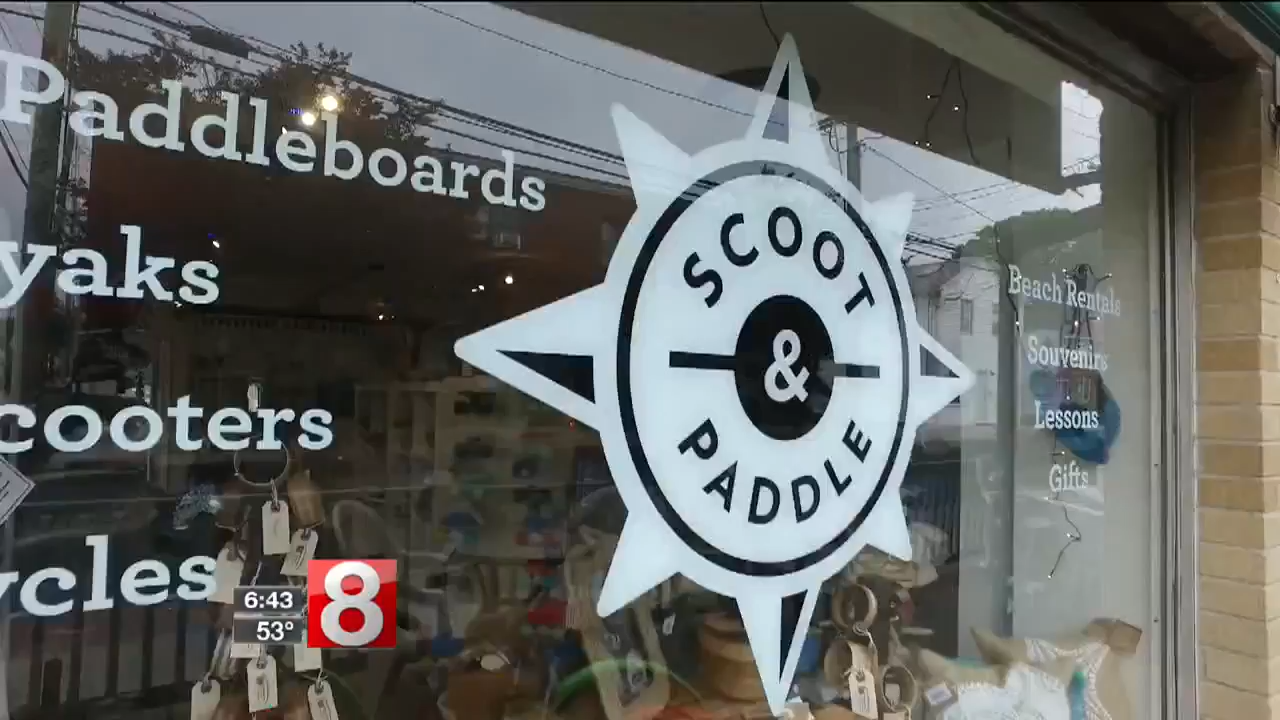 Paddleboards
yaks
cooters
ycles
SCOOT
&
PADDLE
Beach Rentals
Souvenirs
Lessons
Gifts
6:43
53°
8